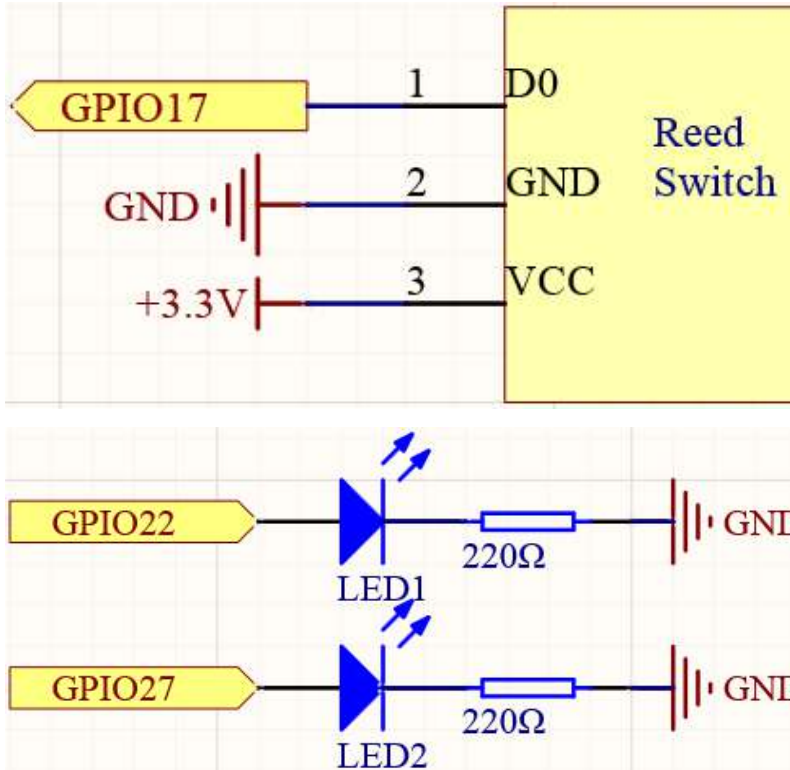 GPIO17
1
D0
Reed
Switch
GND
2
GND
+3.3V
3
VCC
GPIO22
LED1
220Ω
GND
GPIO27
LED2
220Ω
GND